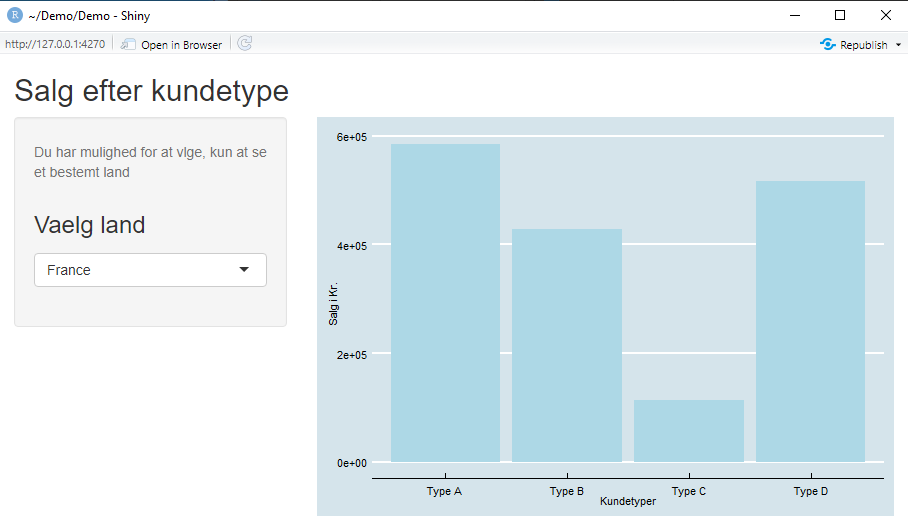 ~/Demo/Demo - Shiny
http://127.0.0.1:4270
Open in Browser
Republish
Salg efter kundetype
Du har mulighed for at vlge, kun at se
et bestemt land
Vaelg land
France
6e+05
4e+05
2e+05
0e+00
Salg i Kr.
Type A
Type B
Type C
Type D
Kundetyper